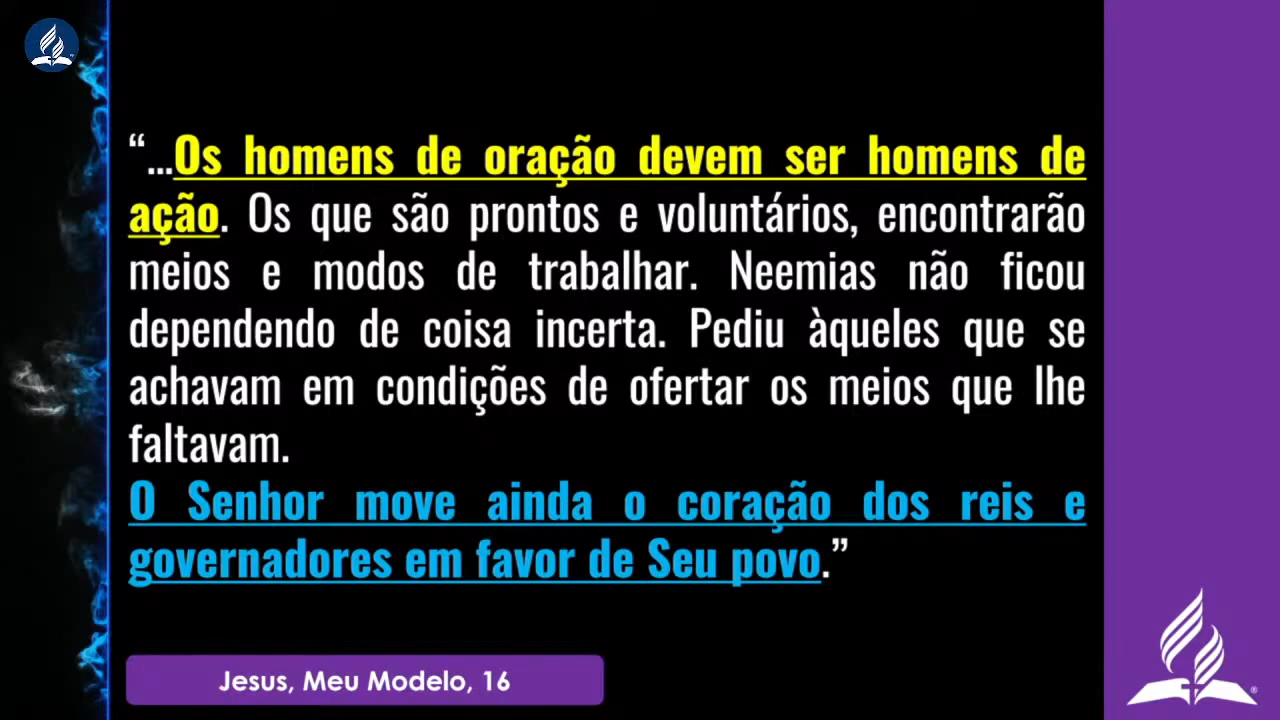 “...Os homens de oração devem ser homens de
ação. Os que são prontos e voluntários, encontrarão
meios e modos de trabalhar. Neemias não ficou
dependendo de coisa incerta. Pediu àqueles que se
achavam em condições de ofertar os meios que lhe
faltavam.
O Senhor move ainda o coração dos reis e
governadores em favor de Seu povo.”
Jesus, Meu Modelo, 16
®